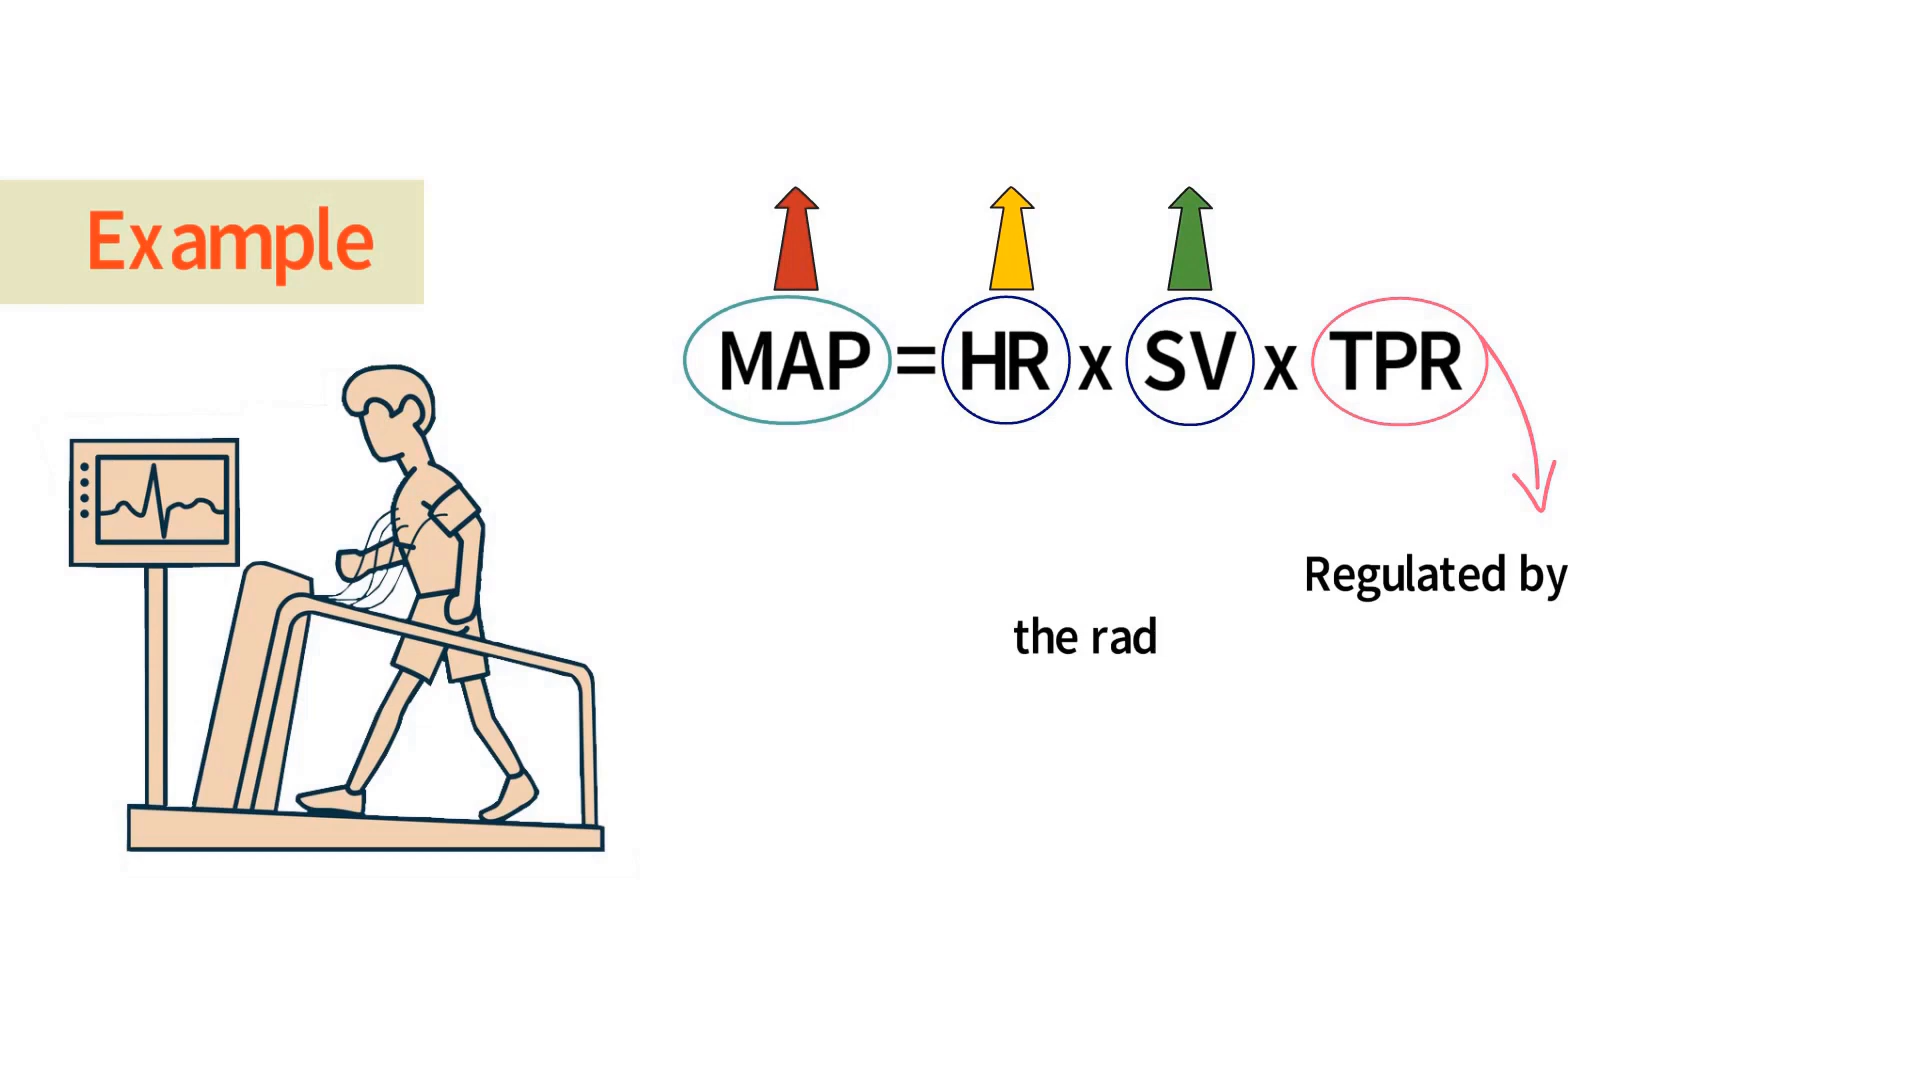 Example
MAP = HR x SV x TPR
Regulated by
the rad